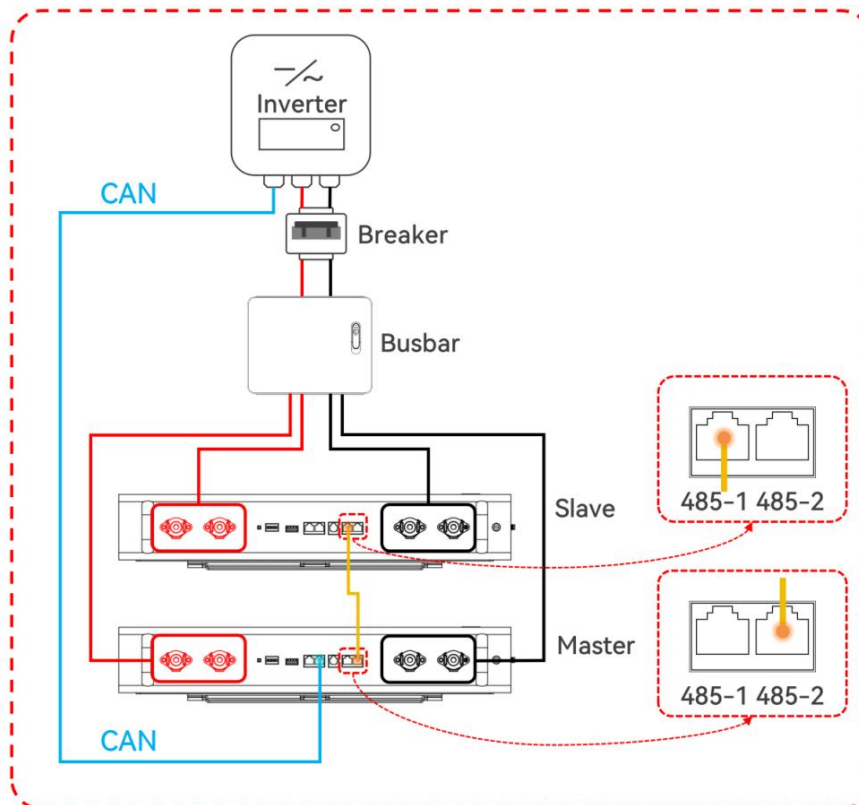 Inverter
CAN
Breaker
Busbar
Slave
485-1 485-2
Master
485-1 485-2
CAN